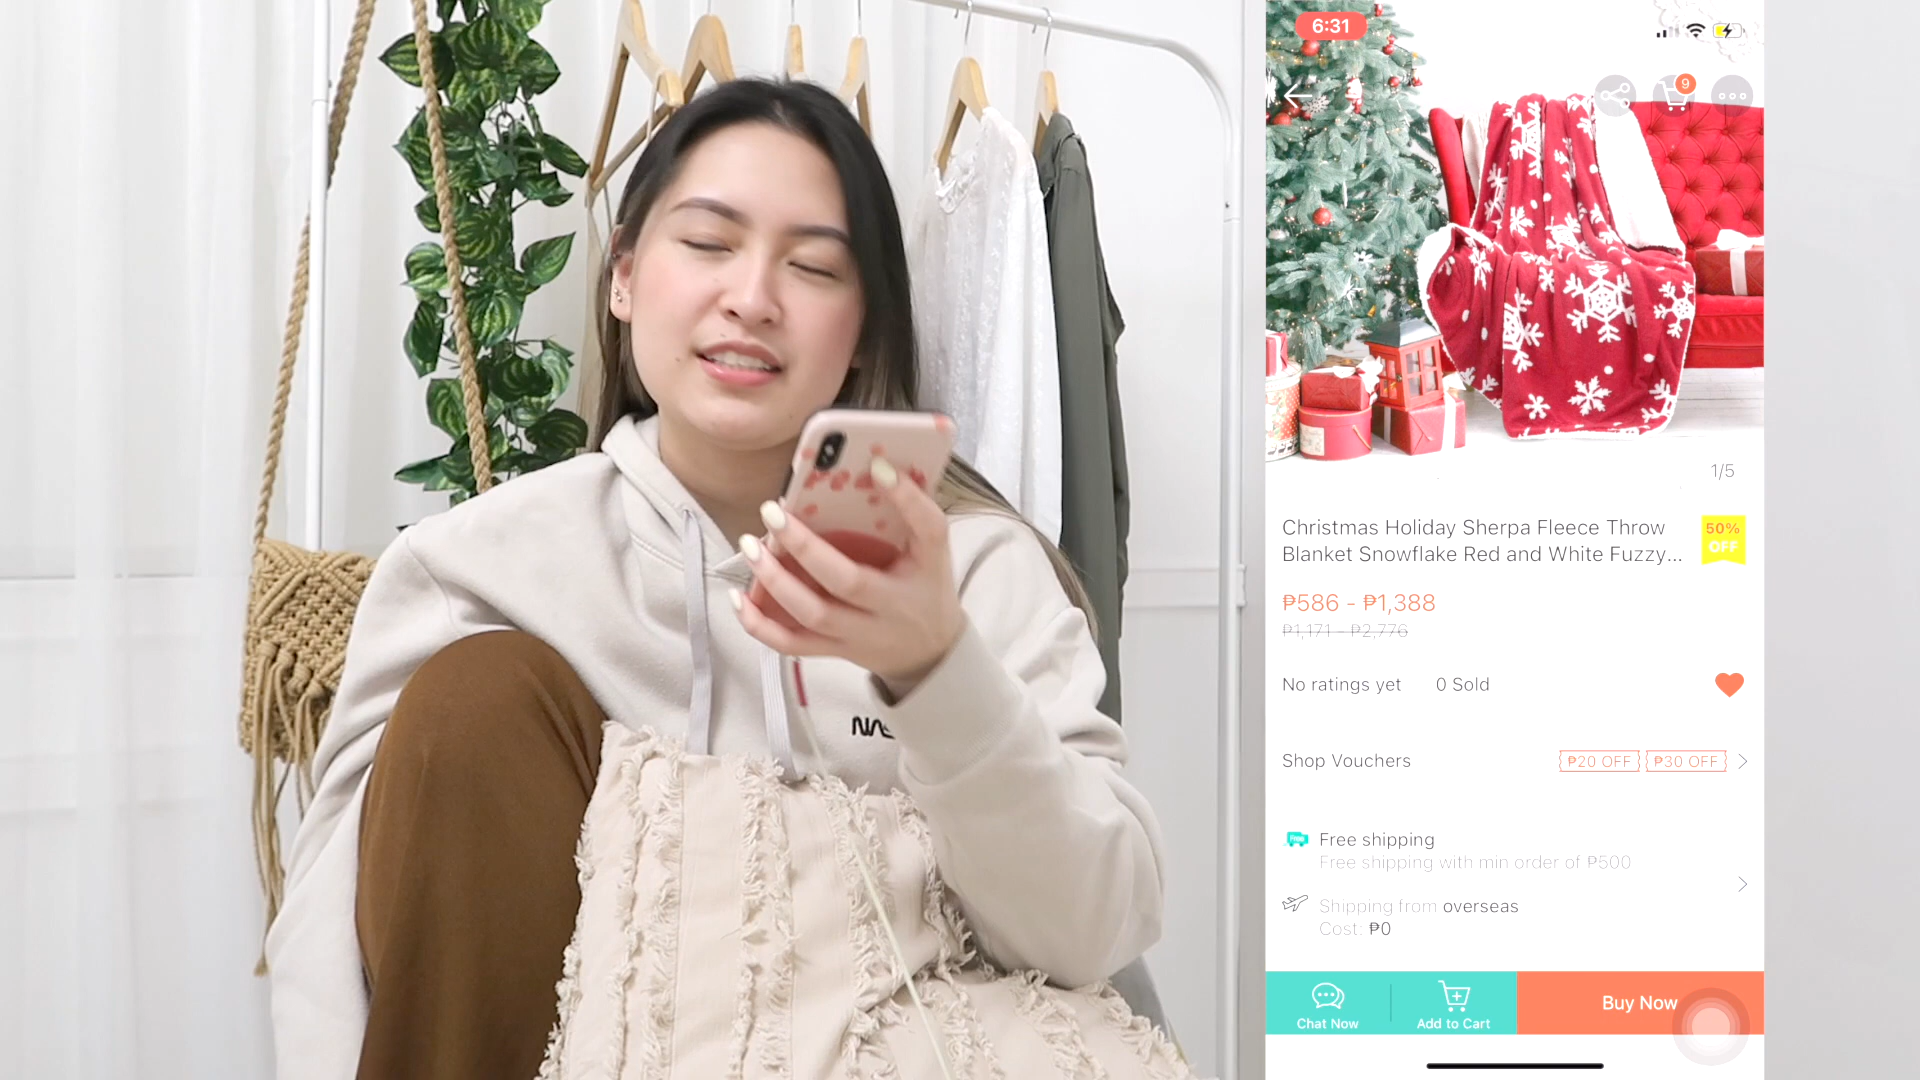 6:31
9
1/5
Christmas Holiday Sherpa Fleece Throw
Blanket Snowflake Red and White Fuzzy...
50%
OFF
₱586 - ₱1,388
₱1,171 - ₱2,776
No ratings yet
0 Sold
Shop Vouchers
₱20 OFF
₱30 OFF
Free shipping
Free shipping with min order of ₱500
Shipping from overseas
Cost: ₱0
Chat Now
Add to Cart
Buy Now